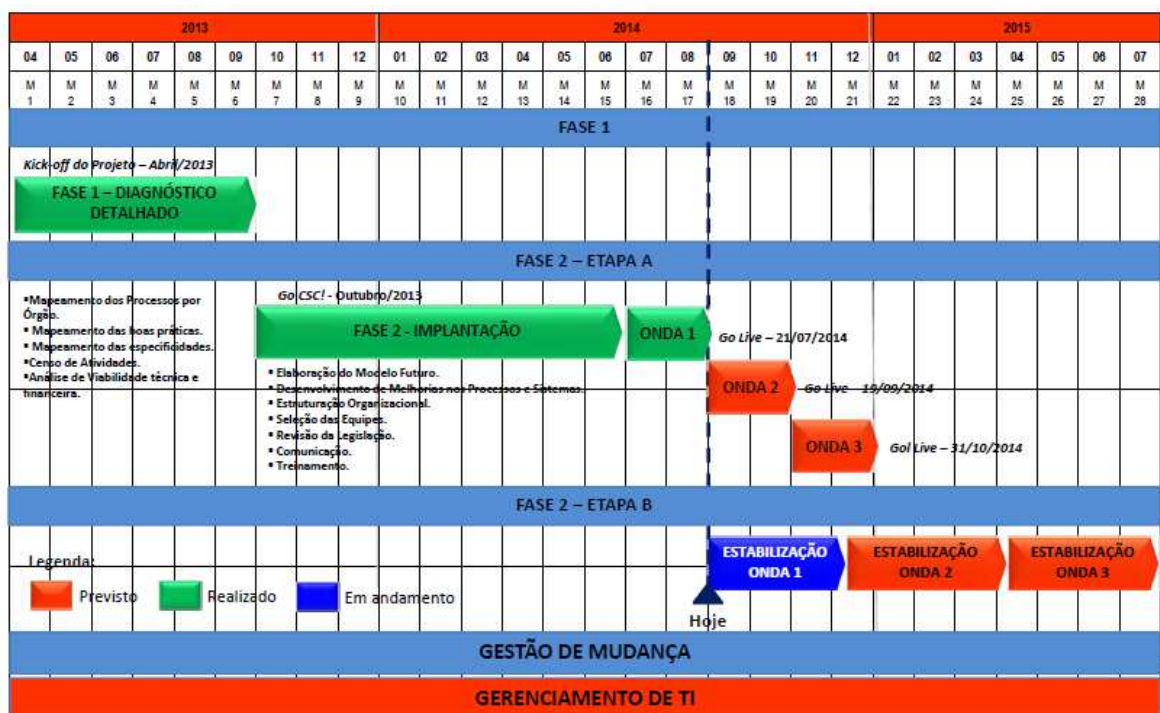 2013 2014 2015
04 05 06 07 08 09 10 11 12 01 02 03 04 05 06 07 08 09 10 11 12 01 02 03 04 05 06 07
M M M M M M M M M M M M M M M M M M M M M M M M M M M M
1 2 3 4 5 6 7 8 9 10 11 12 13 14 15 16 17 18 19 20 21 22 23 24 25 26 27 28
FASE 1
Kick-off do Projeto – Abril/2013
FASE 1 – DIAGNÓSTICO
DETALHADO
FASE 2 – ETAPA A
▪Mapeamento dos Processos por
Órgão.
▪ Mapeamento das boas práticas.
▪ Mapeamento das especificidades.
▪Censo de Atividades.
▪Análise de Viabilidade técnica e
financeira.
Go CSC! - Outubro/2013
FASE 2 - IMPLANTAÇÃO
ONDA 1
Go Live – 21/07/2014
▪ Elaboração do Modelo Futuro.
▪ Desenvolvimento de Melhorias nos Processos e Sistemas.
▪ Estruturação Organizacional.
▪ Seleção das Equipes.
▪ Revisão da Legislação.
▪ Comunicação.
▪ Treinamento.
ONDA 2
Go Live – 19/09/2014
ONDA 3
Gol Live – 31/10/2014
FASE 2 – ETAPA B
ESTABILIZAÇÃO
ONDA 1
ESTABILIZAÇÃO
ONDA 2
ESTABILIZAÇÃO
ONDA 3
Legenda:
Previsto Realizado Em andamento
Hoje
GESTÃO DE MUDANÇA
GERENCIAMENTO DE TI